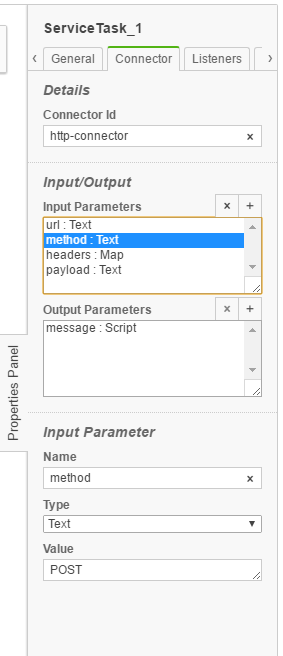 ServiceTask_1
General Connector Listeners
Details
Connector Id
http-connector
Input/Output
Input Parameters
url : Text
method : Text
headers : Map
payload : Text
Output Parameters
message : Script
Properties Panel
Input Parameter
Name
method
Type
Text
Value
POST